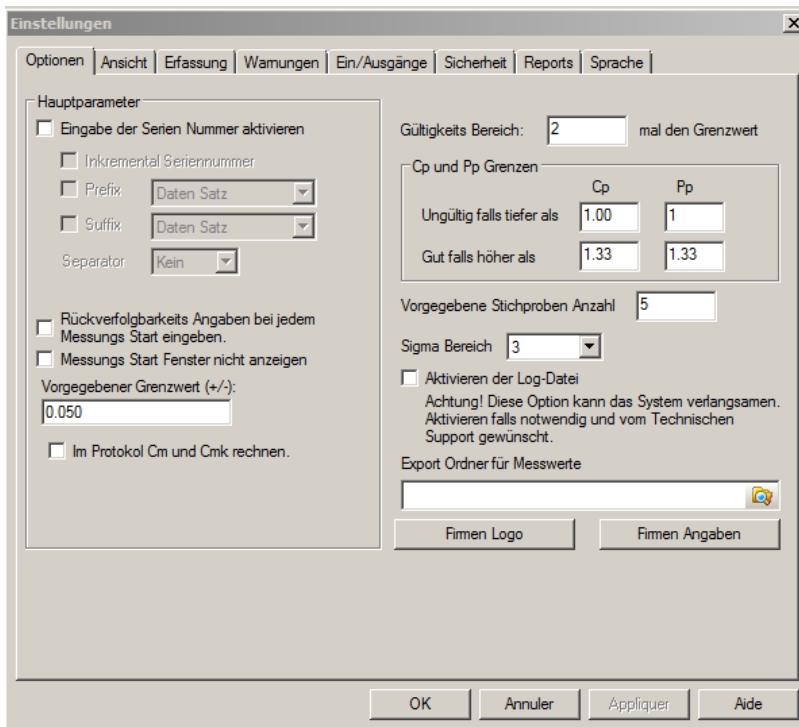 Einstellungen
Optionen Ansicht Erfassung Warnungen Ein/Ausgänge Sicherheit Reports Sprache
Hauptparameter
Eingabe der Serien Nummer aktivieren
Inkremental Seriennummer
Prefix Daten Satz
Suffix Daten Satz
Separator Kein
Rückverfolgbarkeits Angaben bei jedem
Messungs Start eingeben.
Messungs Start Fenster nicht anzeigen
Vorgegebener Grenzwert (+/-):
0.050
Im Protokol Cm und Cmk rechnen.
Gültigkeits Bereich: 2 mal den Grenzwert
Cp und Pp Grenzen
Cp Pp
Ungültig falls tiefer als 1.00 1
Gut falls höher als 1.33 1.33
Vorgegebene Stichproben Anzahl 5
Sigma Bereich 3
Aktivieren der Log-Datei
Achtung! Diese Option kann das System verlangsamen.
Aktivieren falls notwendig und vom Technischen
Support gewünscht.
Export Ordner für Messwerte
Firmen Logo Firmen Angaben
OK Annuler Appliquer Aide